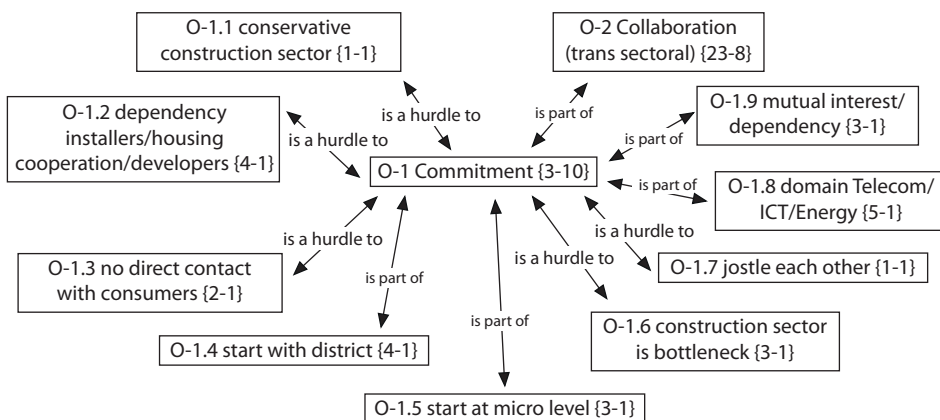 O-1.1 conservative
construction sector {1-1}
O-2 Collaboration
(trans sectoral) {23-8}
O-1.2 dependency
installers/housing
cooperation/developers {4-1}
is a hurdle to
is a hurdle to
is part of
is part of
O-1.9 mutual interest/
dependency {3-1}
O-1 Commitment {3-10}
is part of
O-1.8 domain Telecom/
ICT/Energy {5-1}
is a hurdle to
is a hurdle to
is a hurdle to
O-1.3 no direct contact
with consumers {2-1}
is part of
O-1.7 jostle each other {1-1}
O-1.4 start with district {4-1}
is part of
O-1.6 construction sector
is bottleneck {3-1}
O-1.5 start at micro level {3-1}